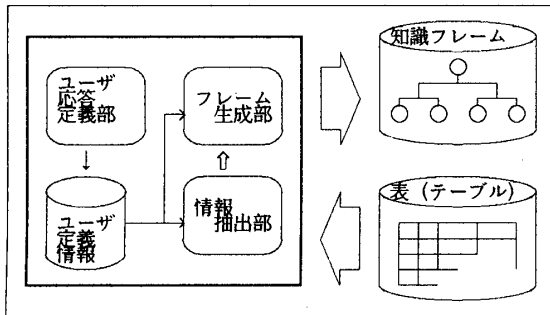 ユーザ
応答
定義部
フレーム
生成部
ユーザ
定義
情報
情報
抽出部
知識フレーム
表（テーブル）